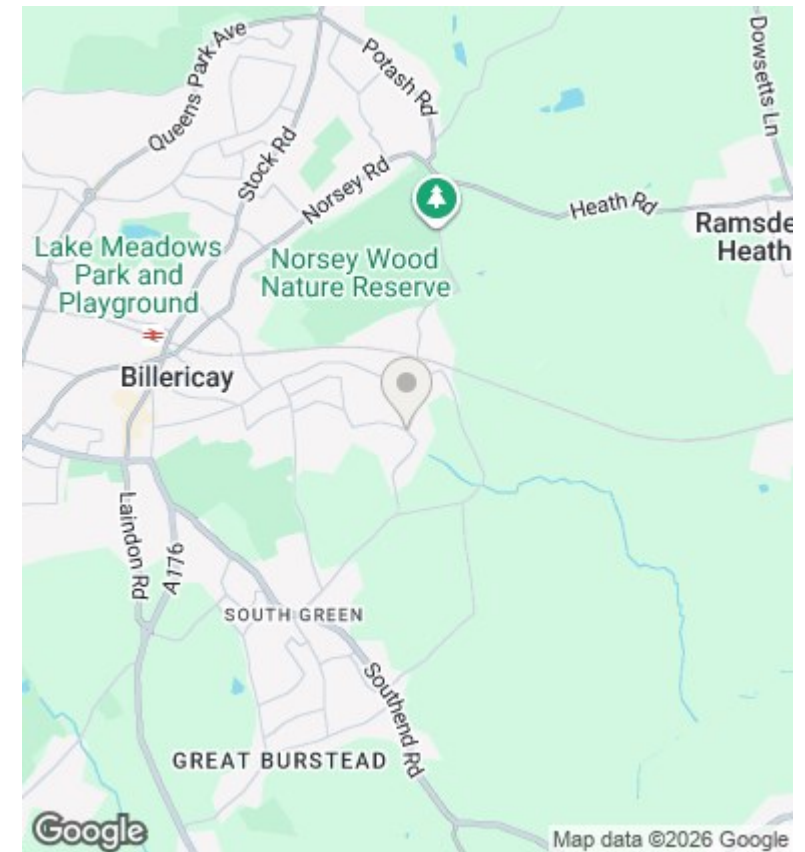 Queens Park Ave
Potash Rd
Dowsetts Ln
Stock Rd
Norsey Rd
Heath Rd
Ramsde
Heath
Lake Meadows
Park and
Playground
Norsey Wood
Nature Reserve
Billericay
Laindon Rd
A176
SOUTH GREEN
Southend Rd
GREAT BURSTEAD
Google
Map data ©2026 Google